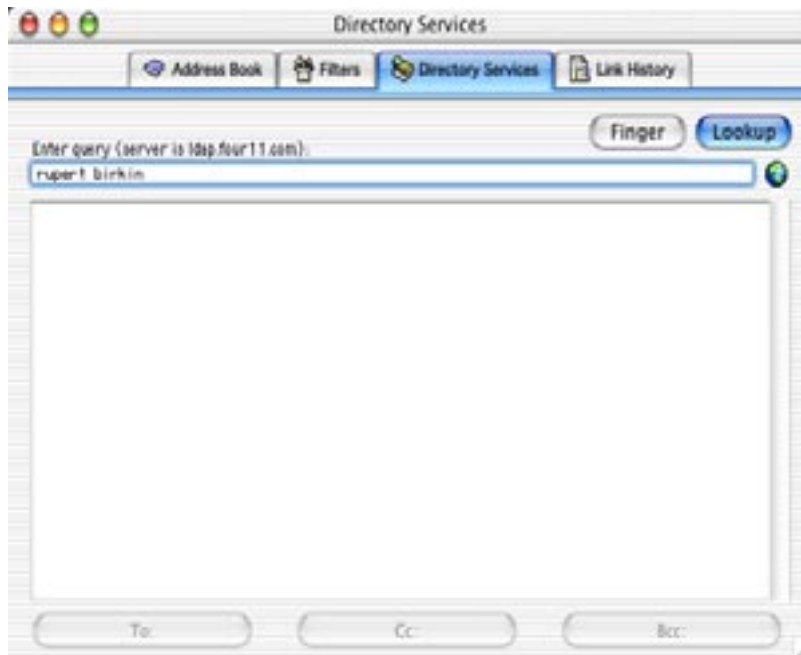 Directory Services
Address Book Filters Directory Services Link History
Finger Lookup
Enter query (server is ldap.four11.com):
rupert birkin
To: Cc: Bcc: